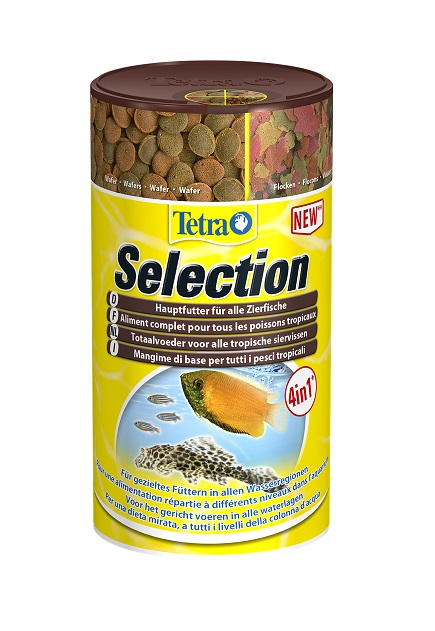 Wafer • Wafers • Wafer • Wafer
Flocken • Flocons •
Tetra
NEW
Selection
D Hauptfutter für alle Zierfische
F Aliment complet pour tous les poissons tropicaux
N Totaalvoeder voor alle tropische siervissen
I Mangime di base per tutti i pesci tropicali
4in1*
Für gezieltes Füttern in allen Wasserregionen
Pour une alimentation répartie à différents niveaux dans l'aquarium
Voor het gericht voeren in alle waterlagen
Per una dieta mirata, a tutti i livelli della colonna d'acqua